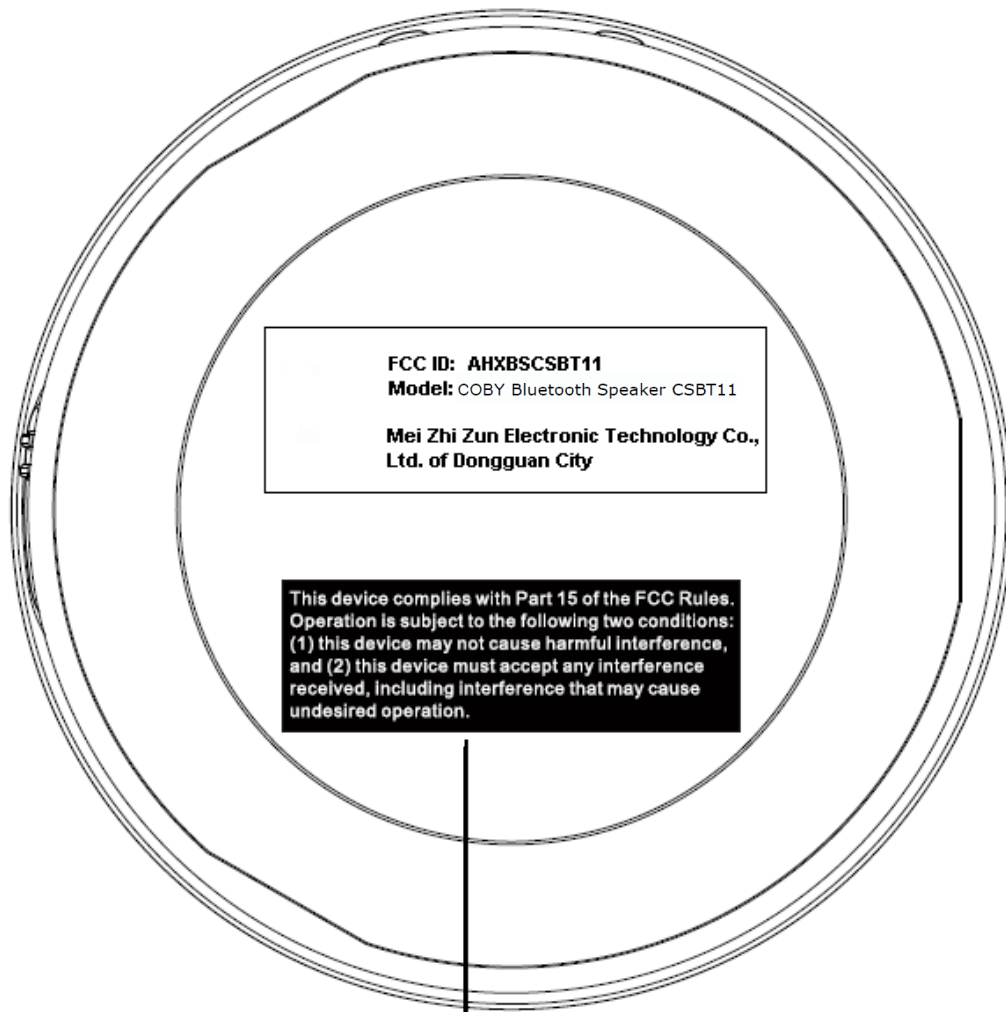 FCC ID: AHXBSCSBT11
Model: COBY Bluetooth Speaker CSBT11
Mei Zhi Zun Electronic Technology Co.,
Ltd. of Dongguan City
This device complies with Part 15 of the FCC Rules.
Operation is subject to the following two conditions:
(1) this device may not cause harmful interference,
and (2) this device must accept any interference
received, including interference that may cause
undesired operation.